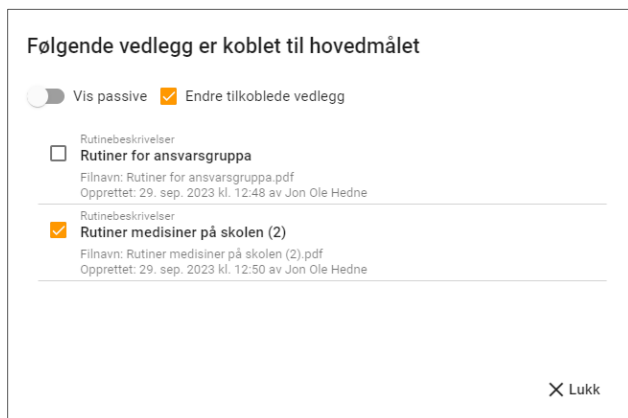 Følgende vedlegg er koblet til hovedmålet
Vis passive Endre tilkoblede vedlegg
Rutinebeskrivelser
Rutiner for ansvarsgruppa
Filnavn: Rutiner for ansvarsgruppa.pdf
Opprettet: 29. sep. 2023 kl. 12:48 av Jon Ole Hedne
Rutinebeskrivelser
Rutiner medisiner på skolen (2)
Filnavn: Rutiner medisiner på skolen (2).pdf
Opprettet: 29. sep. 2023 kl. 12:50 av Jon Ole Hedne
Lukk